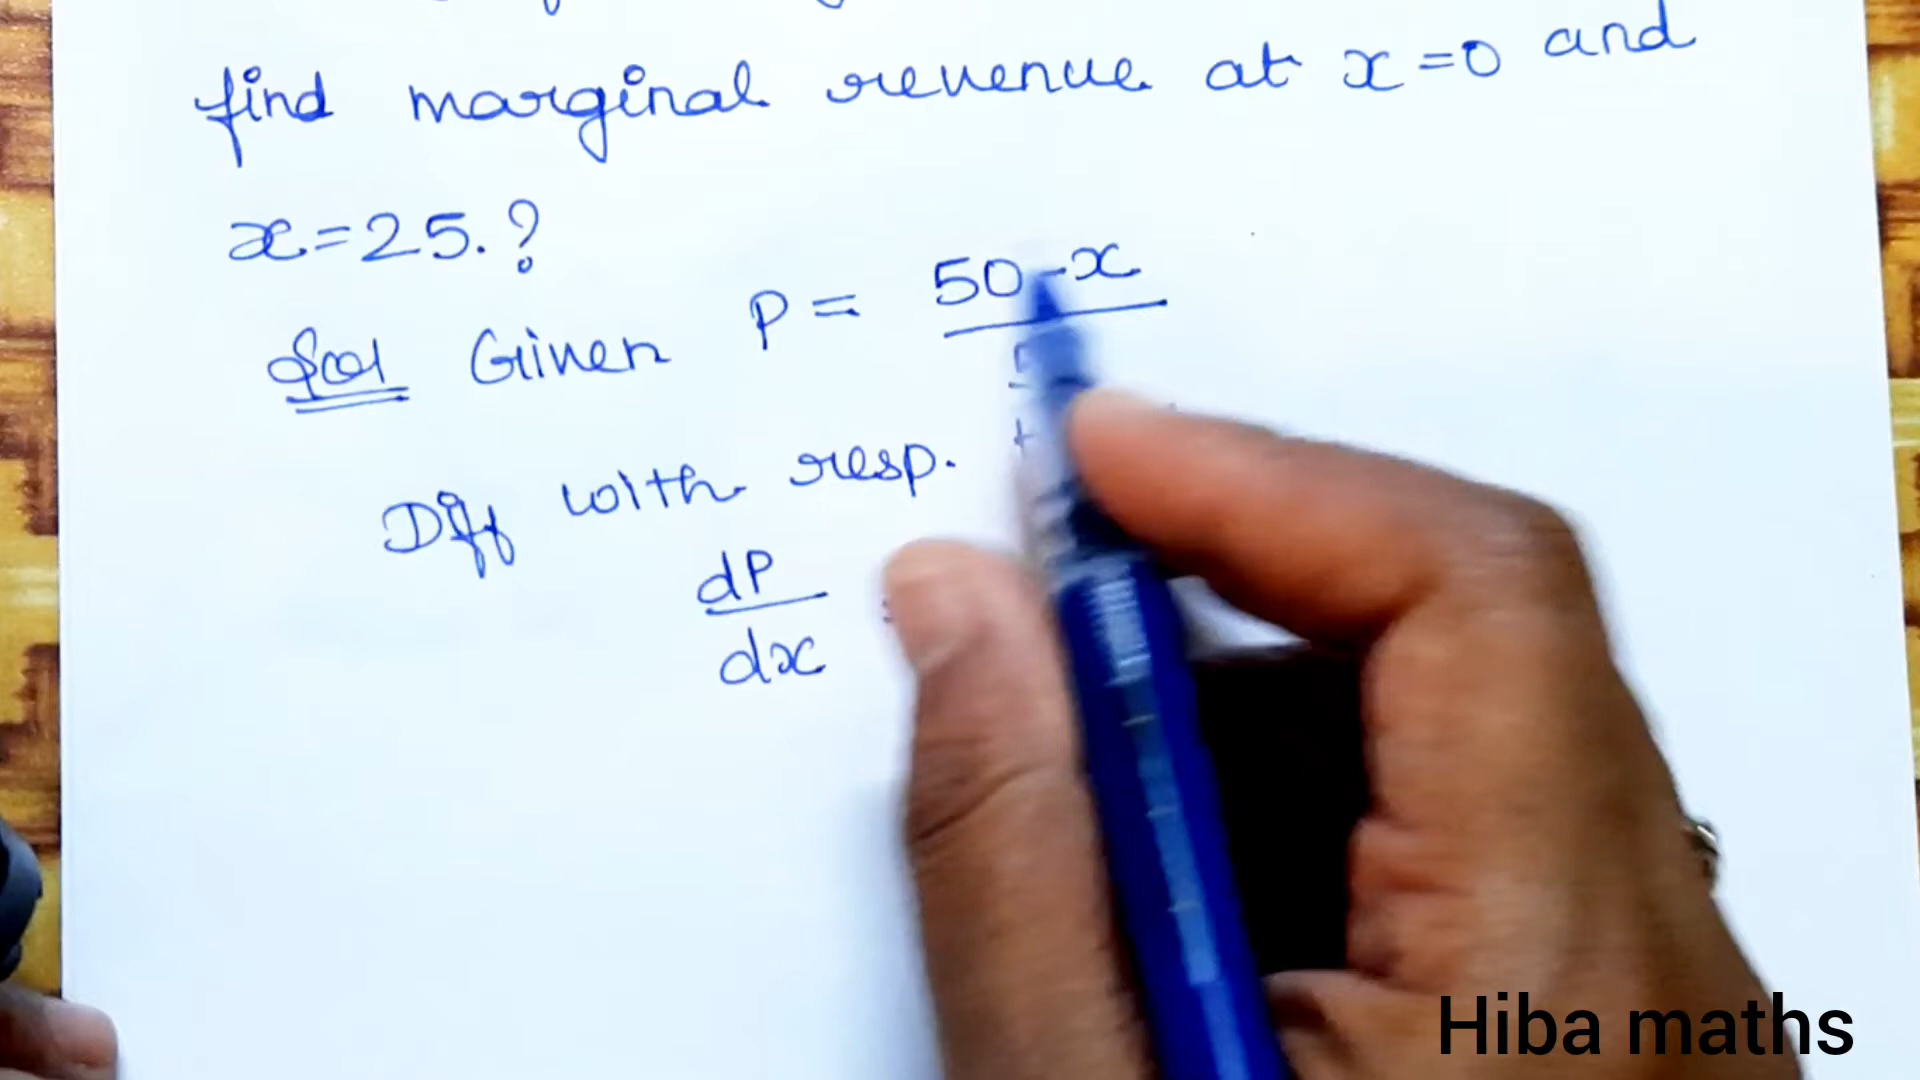 find marginal revenue at x=0 and
x=25.?
Sol Given P = 50-x
Diff with resp.
dP
dx
Hiba maths